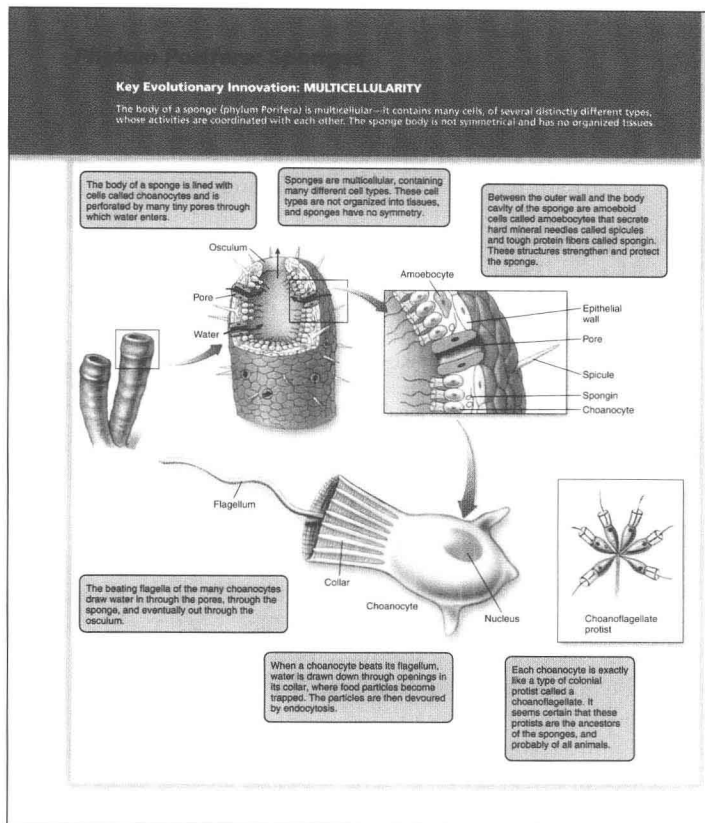 Key Evolutionary Innovation: MULTICELLULARITY
The body of a sponge (phylum Porifera) is multicellular—it contains many cells, of several distinctly different types,
whose activities are coordinated with each other. The sponge body is not symmetrical and has no organized tissues.
The body of a sponge is lined with
cells called choanocytes and is
perforated by many tiny pores through
which water enters.
Sponges are multicellular, containing
many different cell types. These cell
types are not organized into tissues,
and sponges have no symmetry.
Between the outer wall and the body
cavity of the sponge are amoeboid
cells called amoebocytes that secrete
hard mineral needles called spicules
and tough protein fibers called spongin.
These structures strengthen and protect
the sponge.
Osculum
Pore
Water
Amoebocyte
Epithelial
wall
Pore
Spicule
Spongin
Choanocyte
Flagellum
Collar
Choanocyte
Nucleus
Choanoflagellate
protist
The beating flagella of the many choanocytes
draw water in through the pores, through the
sponge, and eventually out through the
osculum.
When a choanocyte beats its flagellum,
water is drawn down through openings in
its collar, where food particles become
trapped. The particles are then devoured
by endocytosis.
Each choanocyte is exactly
like a type of colonial
protist called a
choanoflagellate. It
seems certain that these
protists are the ancestors
of the sponges, and
probably of all animals.